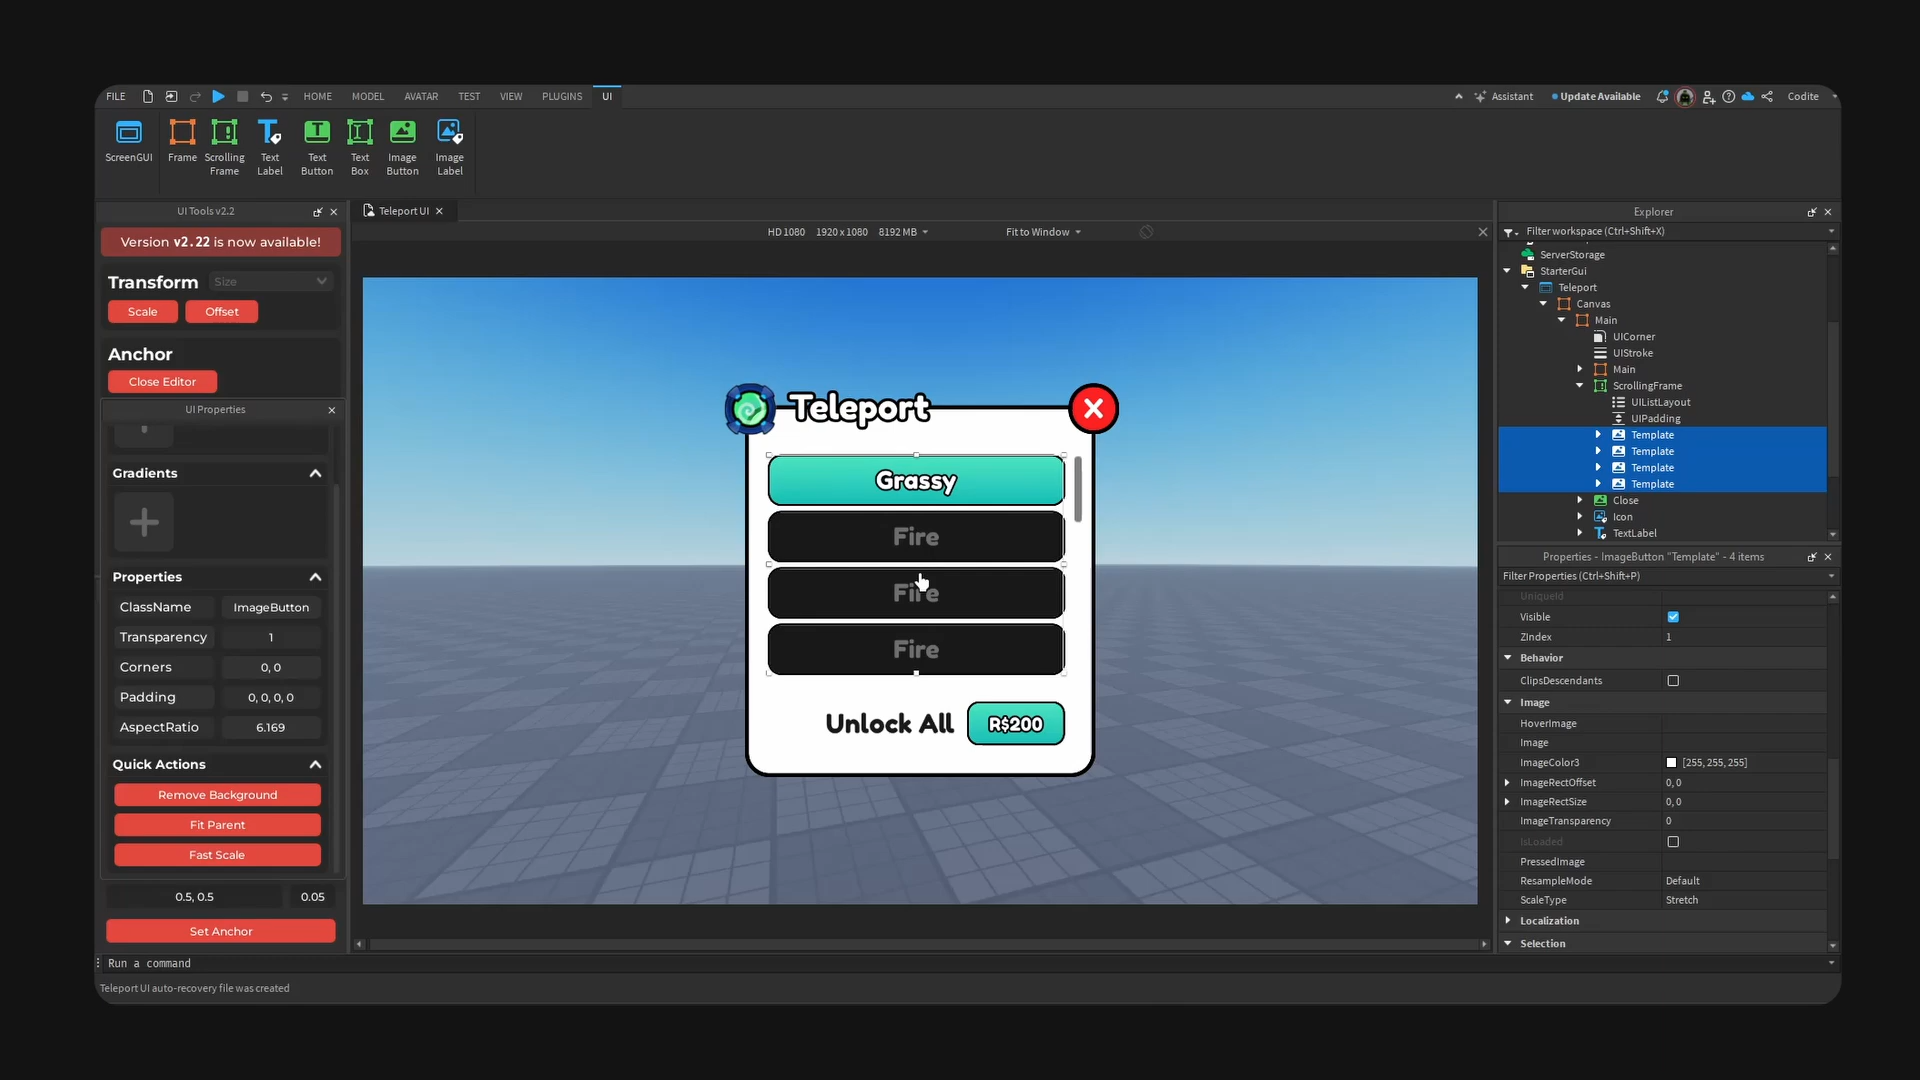 FILE HOME MODEL AVATAR TEST VIEW PLUGINS UI Assistant Update Available Codite
ScreenGUI Frame Scrolling Frame Text Label Text Button Text Box Image Button Image Label
UI Tools v2.2
Version v2.22 is now available!
Transform Size
Scale Offset
Anchor
Close Editor
UI Properties
Gradients
Properties
ClassName ImageButton
Transparency 1
Corners 0, 0
Padding 0, 0, 0, 0
AspectRatio 6.169
Quick Actions
Remove Background
Fit Parent
Fast Scale
0.5, 0.5 0.05
Set Anchor
Teleport UI
HD 1080 1920 x 1080 8192 MB Fit to Window
Teleport
Grassy
Fire
Fire
Fire
Unlock All R$200
Explorer
Filter workspace (Ctrl+Shift+X)
ServerStorage
StarterGui
Teleport
Canvas
Main
UICorner
UIStroke
Main
ScrollingFrame
UIListLayout
UIPadding
Template
Template
Template
Template
Close
Icon
TextLabel
Properties - ImageButton "Template" - 4 items
Filter Properties (Ctrl+Shift+P)
UniqueId
Visible
ZIndex 1
Behavior
ClipsDescendants
Image
HoverImage
Image
ImageColor3 [255, 255, 255]
ImageRectOffset 0, 0
ImageRectSize 0, 0
ImageTransparency 0
IsLoaded
PressedImage
ResampleMode Default
ScaleType Stretch
Localization
Selection
Run a command
Teleport UI auto-recovery file was created